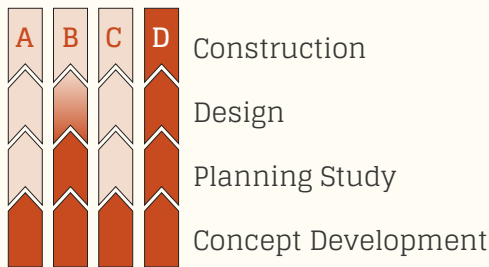 A B C D
Construction
Design
Planning Study
Concept Development